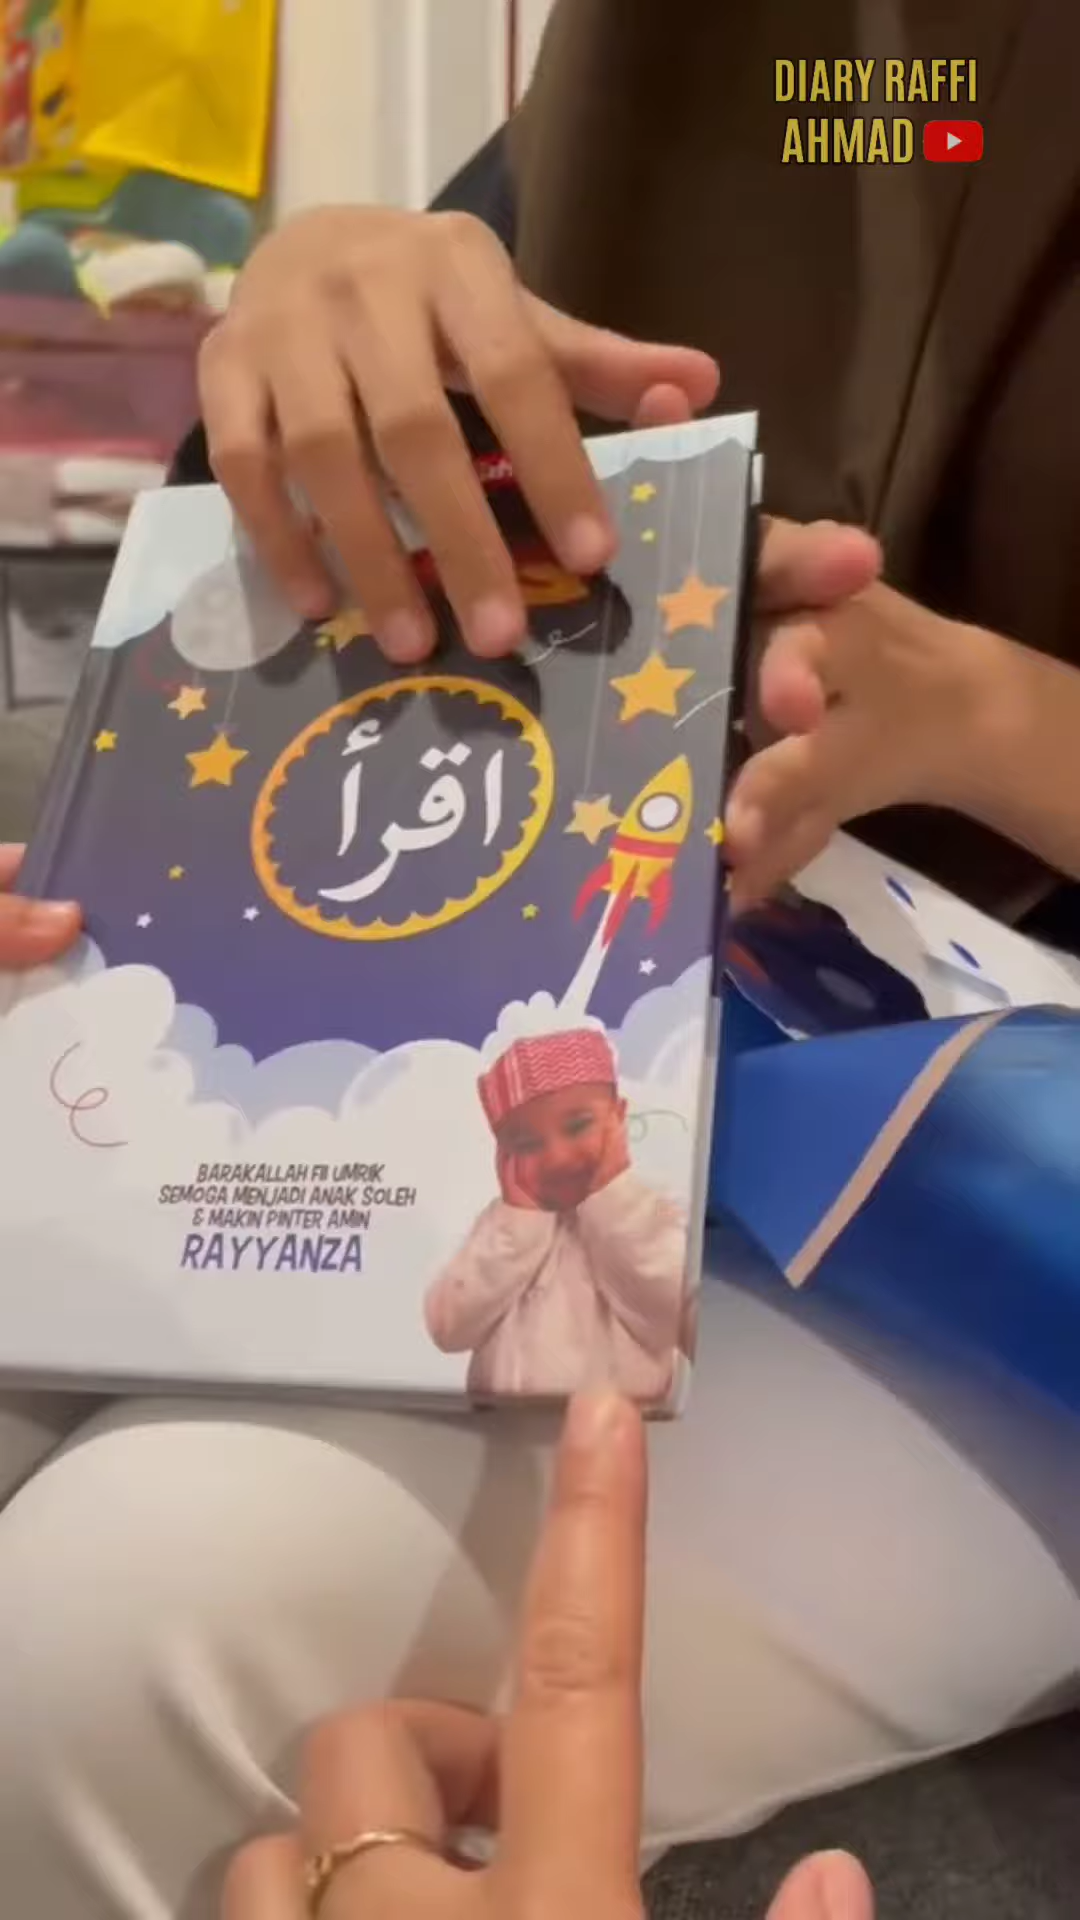 DIARY RAFFI
AHMAD
اقرأ
BARAKALLAH FII UMRIK
SEMOGA MENJADI ANAK SOLEH
& MAKIN PINTER AMIN
RAYYANZA